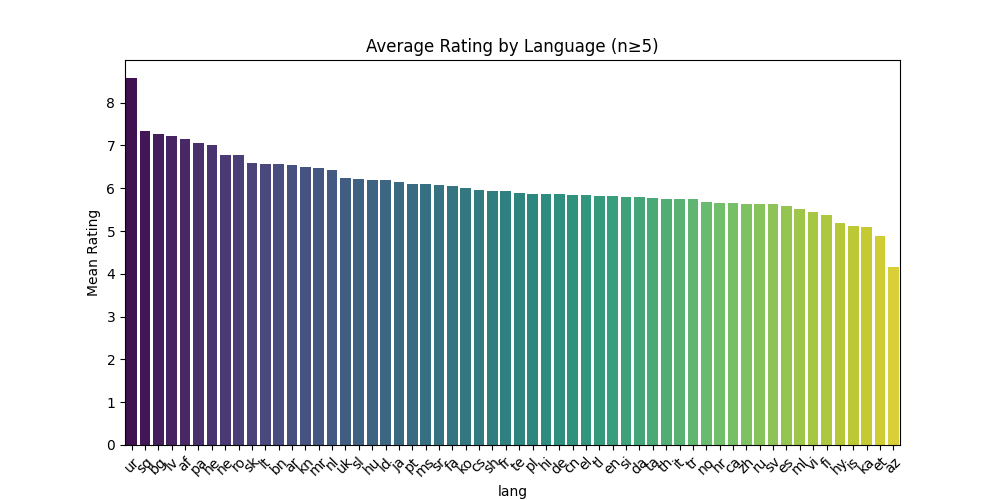 Average Rating by Language (n≥5)
Mean Rating
8
7
6
5
4
3
2
1
0
ur sq bg lv af pa he ro sk lt bn ar kn mr nl uk sl hu id ja pt ms sr fa ko cs sh fr te pl hi de cn el tl en si da ta th it tr no hr ca zh ru sv es ml vi fi hy is ka et az
lang